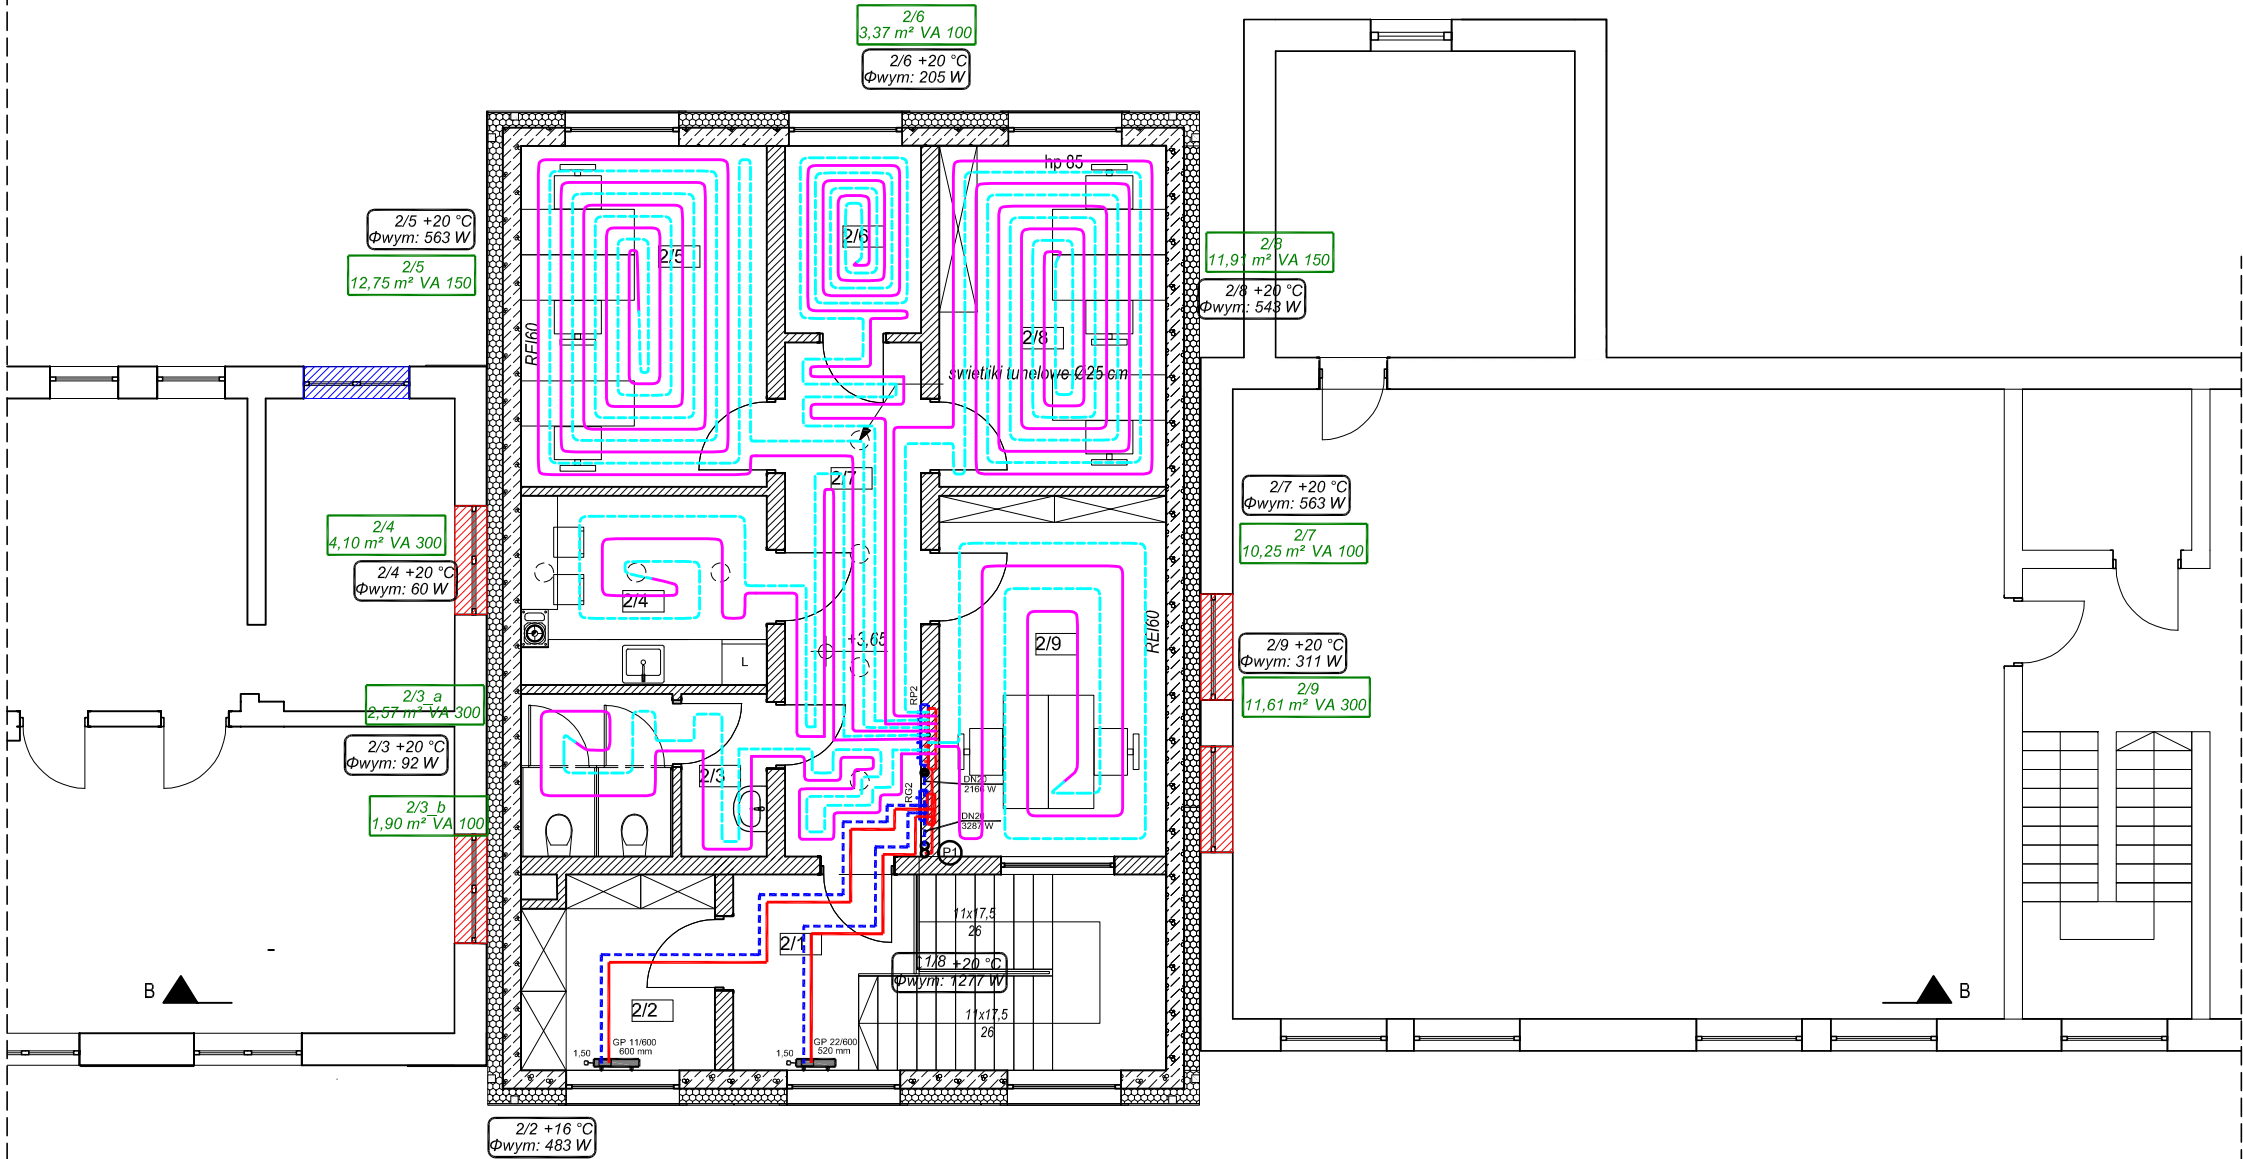 2/6
3,37 m² VA 100
2/6 +20 °C
Φwym: 205 W
hp 85
2/5 +20 °C
Φwym: 563 W
2/5
12,75 m² VA 150
2/5
2/6
2/8
11,91 m² VA 150
2/8 +20 °C
Φwym: 543 W
REI60
2/8
świetliki tunelowe Ø25 cm
2/7
2/7 +20 °C
Φwym: 563 W
2/7
10,25 m² VA 100
2/4
4,10 m² VA 300
2/4 +20 °C
Φwym: 60 W
2/4
+3,65
2/9
REI60
2/9 +20 °C
Φwym: 311 W
2/9
11,61 m² VA 300
L
2/3_a
2,57 m² VA 300
2/3 +20 °C
Φwym: 92 W
2/3
RP2
RG2
DN20
2166 W
DN20
3287 W
2/3_b
1,90 m² VA 100
P1
11x17,5
26
2/1
1/8 +20 °C
Φwym: 1277 W
B
B
2/2
11x17,5
26
GP 11/600
600 mm
1,50
GP 22/600
520 mm
1,50
2/2 +16 °C
Φwym: 483 W